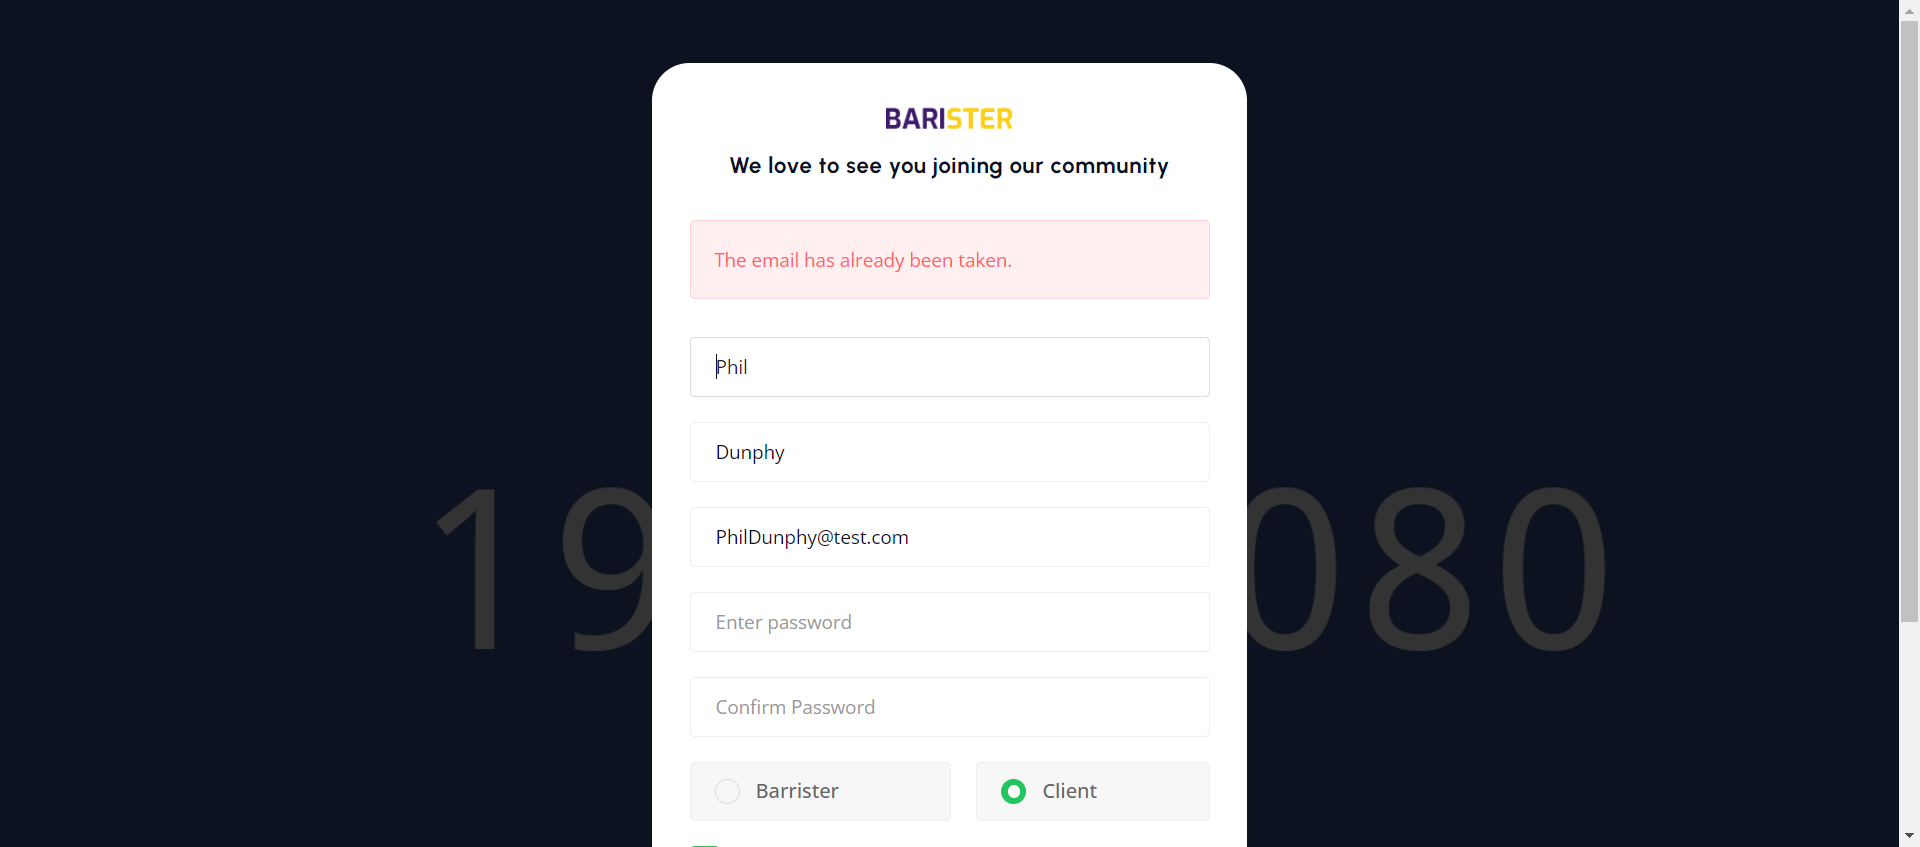 BARISTER
We love to see you joining our community
The email has already been taken.
Phil
Dunphy
19
080
PhilDunphy@test.com
Enter password
Confirm Password
Barrister
Client